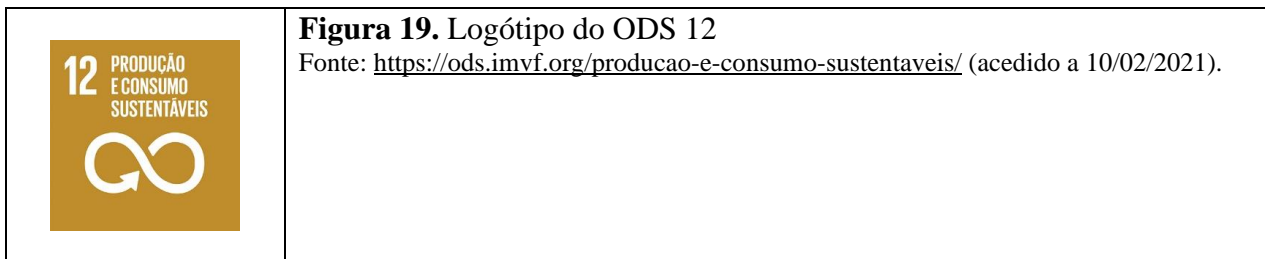 12 PRODUÇÃO
E CONSUMO
SUSTENTÁVEIS
Figura 19. Logótipo do ODS 12
Fonte: https://ods.imvf.org/producao-e-consumo-sustentaveis/ (acedido a 10/02/2021).